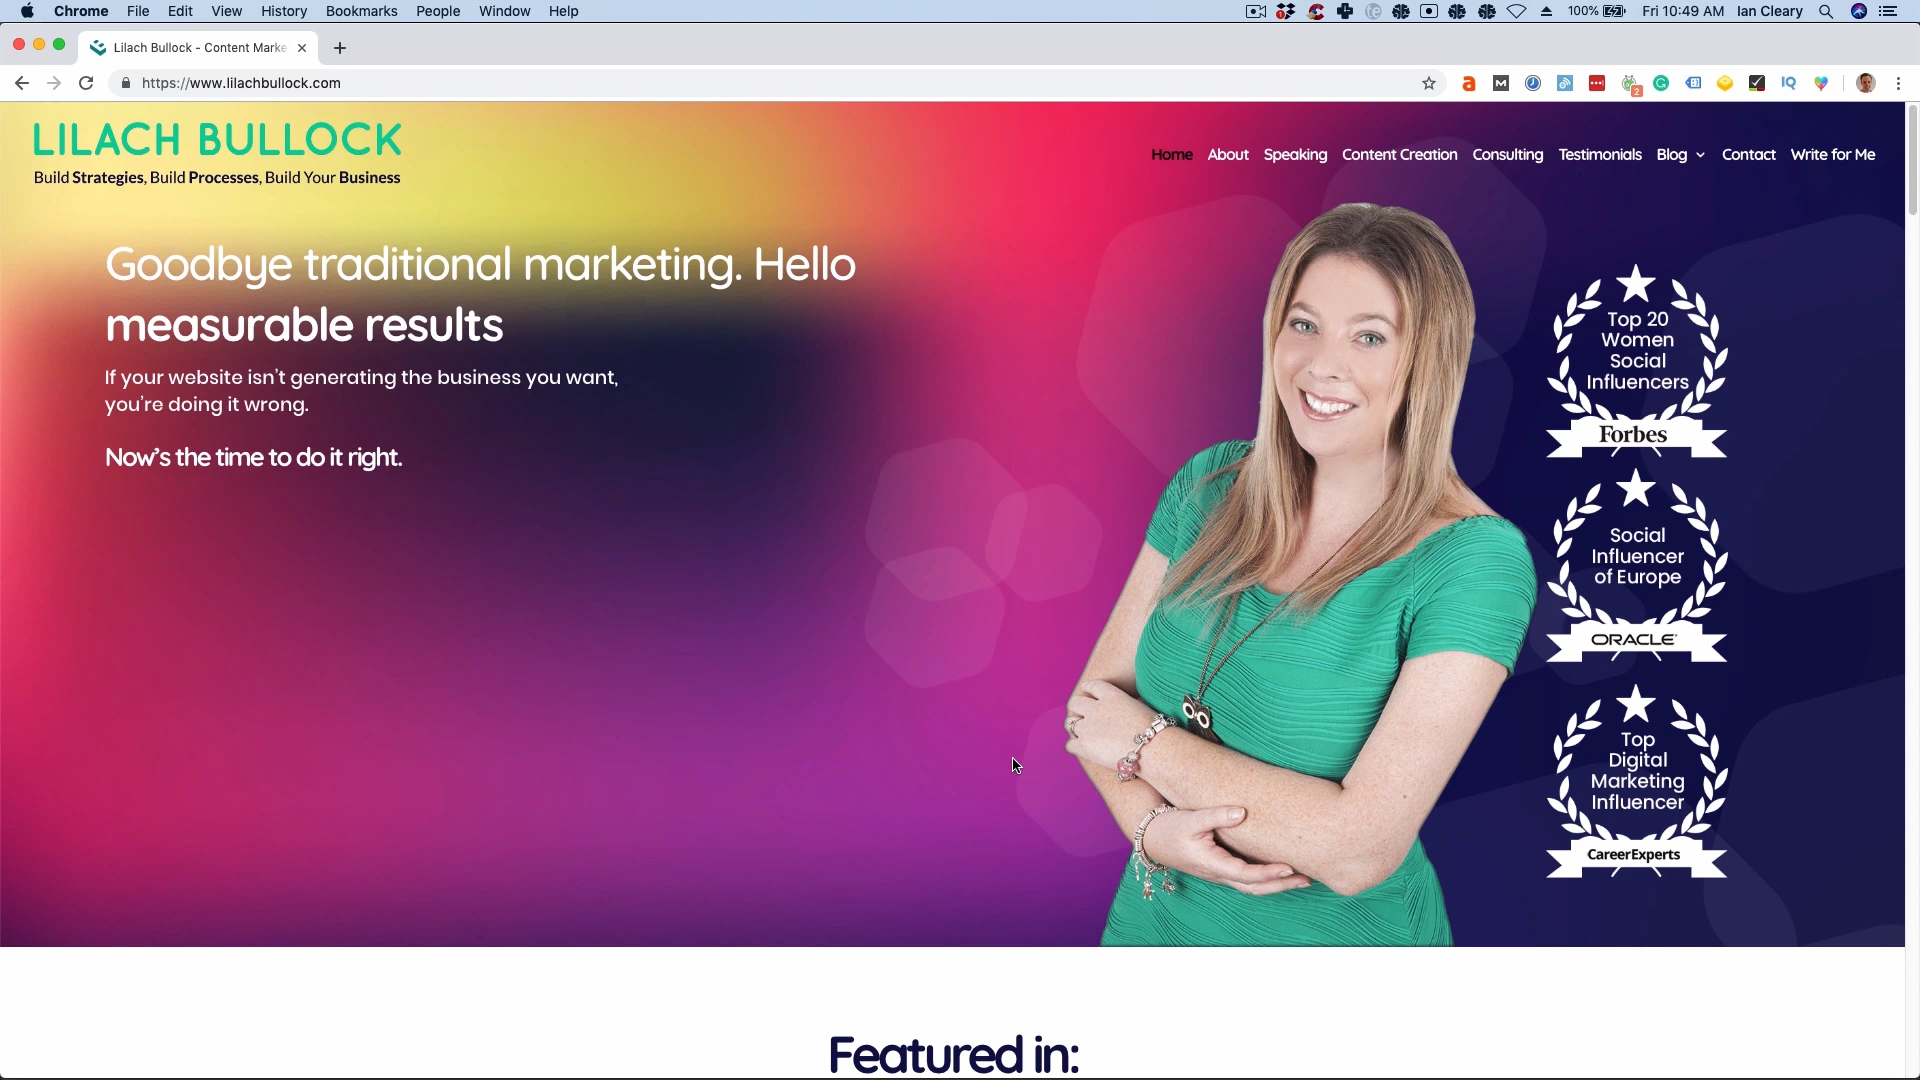 Chrome File Edit View History Bookmarks People Window Help
100% Fri 10:49 AM Ian Cleary
Lilach Bullock - Content Marke
https://www.lilachbullock.com
2
IQ
LILACH BULLOCK
Build Strategies, Build Processes, Build Your Business
Home About Speaking Content Creation Consulting Testimonials Blog Contact Write for Me
Goodbye traditional marketing. Hello
measurable results
If your website isn't generating the business you want,
you're doing it wrong.
Now's the time to do it right.
Top 20
Women
Social
Influencers
Forbes
Social
Influencer
of Europe
ORACLE
Top
Digital
Marketing
Influencer
CareerExperts
Featured in: